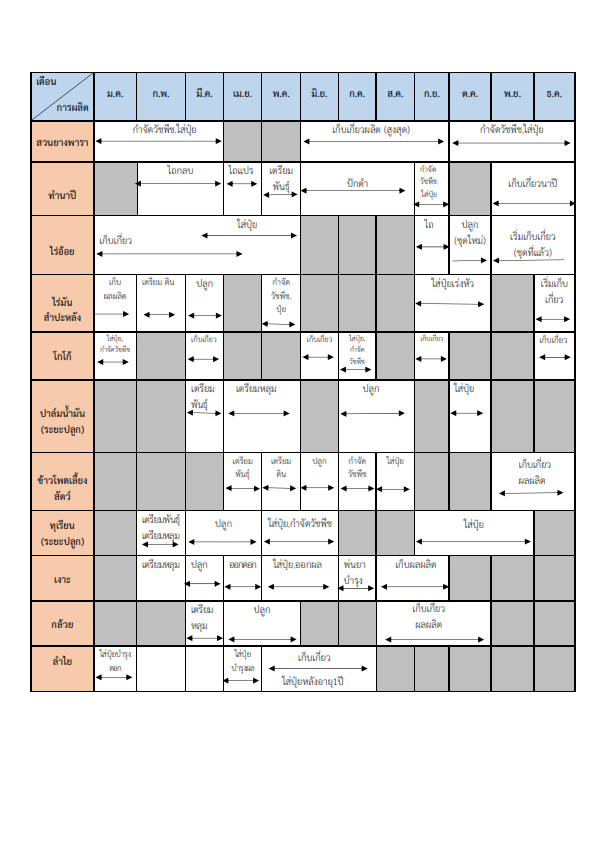 เดือน
การผลิต
ม.ค. ก.พ. มี.ค. เม.ย. พ.ค. มิ.ย. ก.ค. ส.ค. ก.ย. ต.ค. พ.ย. ธ.ค.
สวนยางพารา
กำจัดวัชพืช,ใส่ปุ๋ย
เก็บเกี่ยวผลิต (สูงสุด)
กำจัดวัชพืช,ใส่ปุ๋ย
ทำนาปี
ไถกลบ
ไถแปร
เตรียม
พันธุ์
ปักดำ
กำจัด
วัชพืช
,ใส่ปุ๋ย
เก็บเกี่ยวนาปี
ไร่อ้อย
เก็บเกี่ยว
ใส่ปุ๋ย
ไถ
ปลูก
(ชุดใหม่)
เริ่มเก็บเกี่ยว
(ชุดที่แล้ว)
ไร่มัน
สำปะหลัง
เก็บ
ผลผลิต
เตรียม ดิน
ปลูก
กำจัด
วัชพืช,
ปุ๋ย
ใส่ปุ๋ยเร่งหัว
เริ่มเก็บ
เกี่ยว
โกโก้
ใส่ปุ๋ย,
กำจัดวัชพืช
เก็บเกี่ยว
เก็บเกี่ยว
ใส่ปุ๋ย,
กำจัด
วัชพืช
เก็บเกี่ยว
เก็บเกี่ยว
ปาล์มน้ำมัน
(ระยะปลูก)
เตรียม
พันธุ์
เตรียมหลุม
ปลูก
ใส่ปุ๋ย
ข้าวโพดเลี้ยง
สัตว์
เตรียม
พันธุ์
เตรียม
ดิน
ปลูก
กำจัด
วัชพืช
ใส่ปุ๋ย
เก็บเกี่ยว
ผลผลิต
ทุเรียน
(ระยะปลูก)
เตรียมพันธุ์
เตรียมหลุม
ปลูก
ใส่ปุ๋ย,กำจัดวัชพืช
ใส่ปุ๋ย
เงาะ
เตรียมหลุม
ปลูก
ออกดอก
ใส่ปุ๋ย,ออกผล
พ่นยา
บำรุง
เก็บผลผลิต
กล้วย
เตรียม
หลุม
ปลูก
เก็บเกี่ยว
ผลผลิต
ลำไย
ใส่ปุ๋ยบำรุง
ดอก
ใส่ปุ๋ย
บำรุงผล
เก็บเกี่ยว
ใส่ปุ๋ยหลังอายุ1ปี